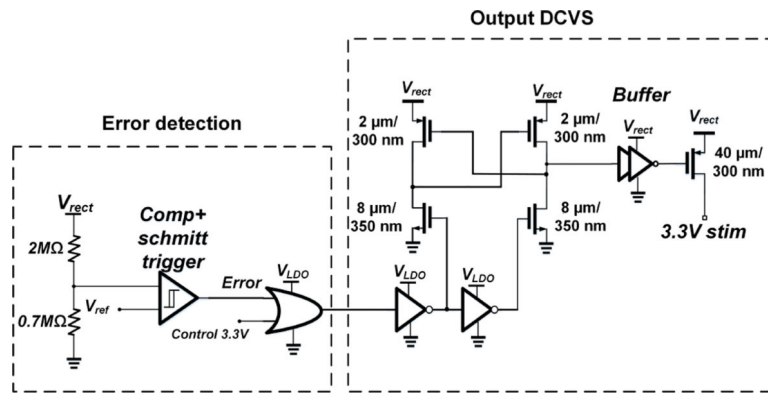 Output DCVS
Error detection
Vrect
2 µm/
300 nm
Vrect
2 µm/
300 nm
Buffer
Vrect
Vrect
40 µm/
300 nm
3.3V stim
8 µm/
350 nm
8 µm/
350 nm
Vrect
2MΩ
0.7MΩ
Vref
Comp+
schmitt
trigger
Error
VLDO
Control 3.3V
VLDO
VLDO